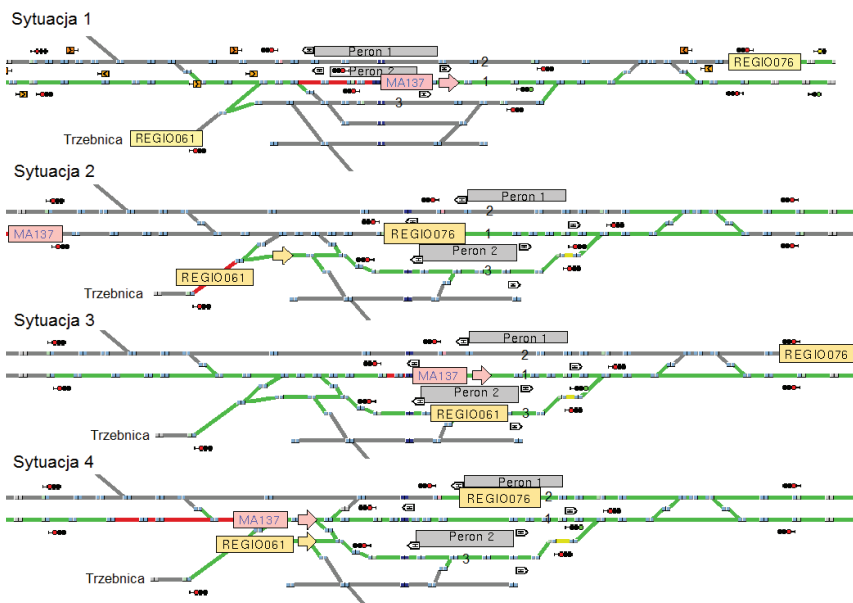 Sytuacja 1
Peron 1
2
REGIO076
Peron 2
MA137
1
3
Trzebnica
REGIO061
Sytuacja 2
Peron 1
2
MA137
REGIO076
1
Peron 2
REGIO061
3
Trzebnica
Sytuacja 3
Peron 1
2
REGIO076
MA137
1
Peron 2
REGIO061
3
Trzebnica
Sytuacja 4
Peron 1
REGIO076
2
MA137
1
REGIO061
Peron 2
3
Trzebnica